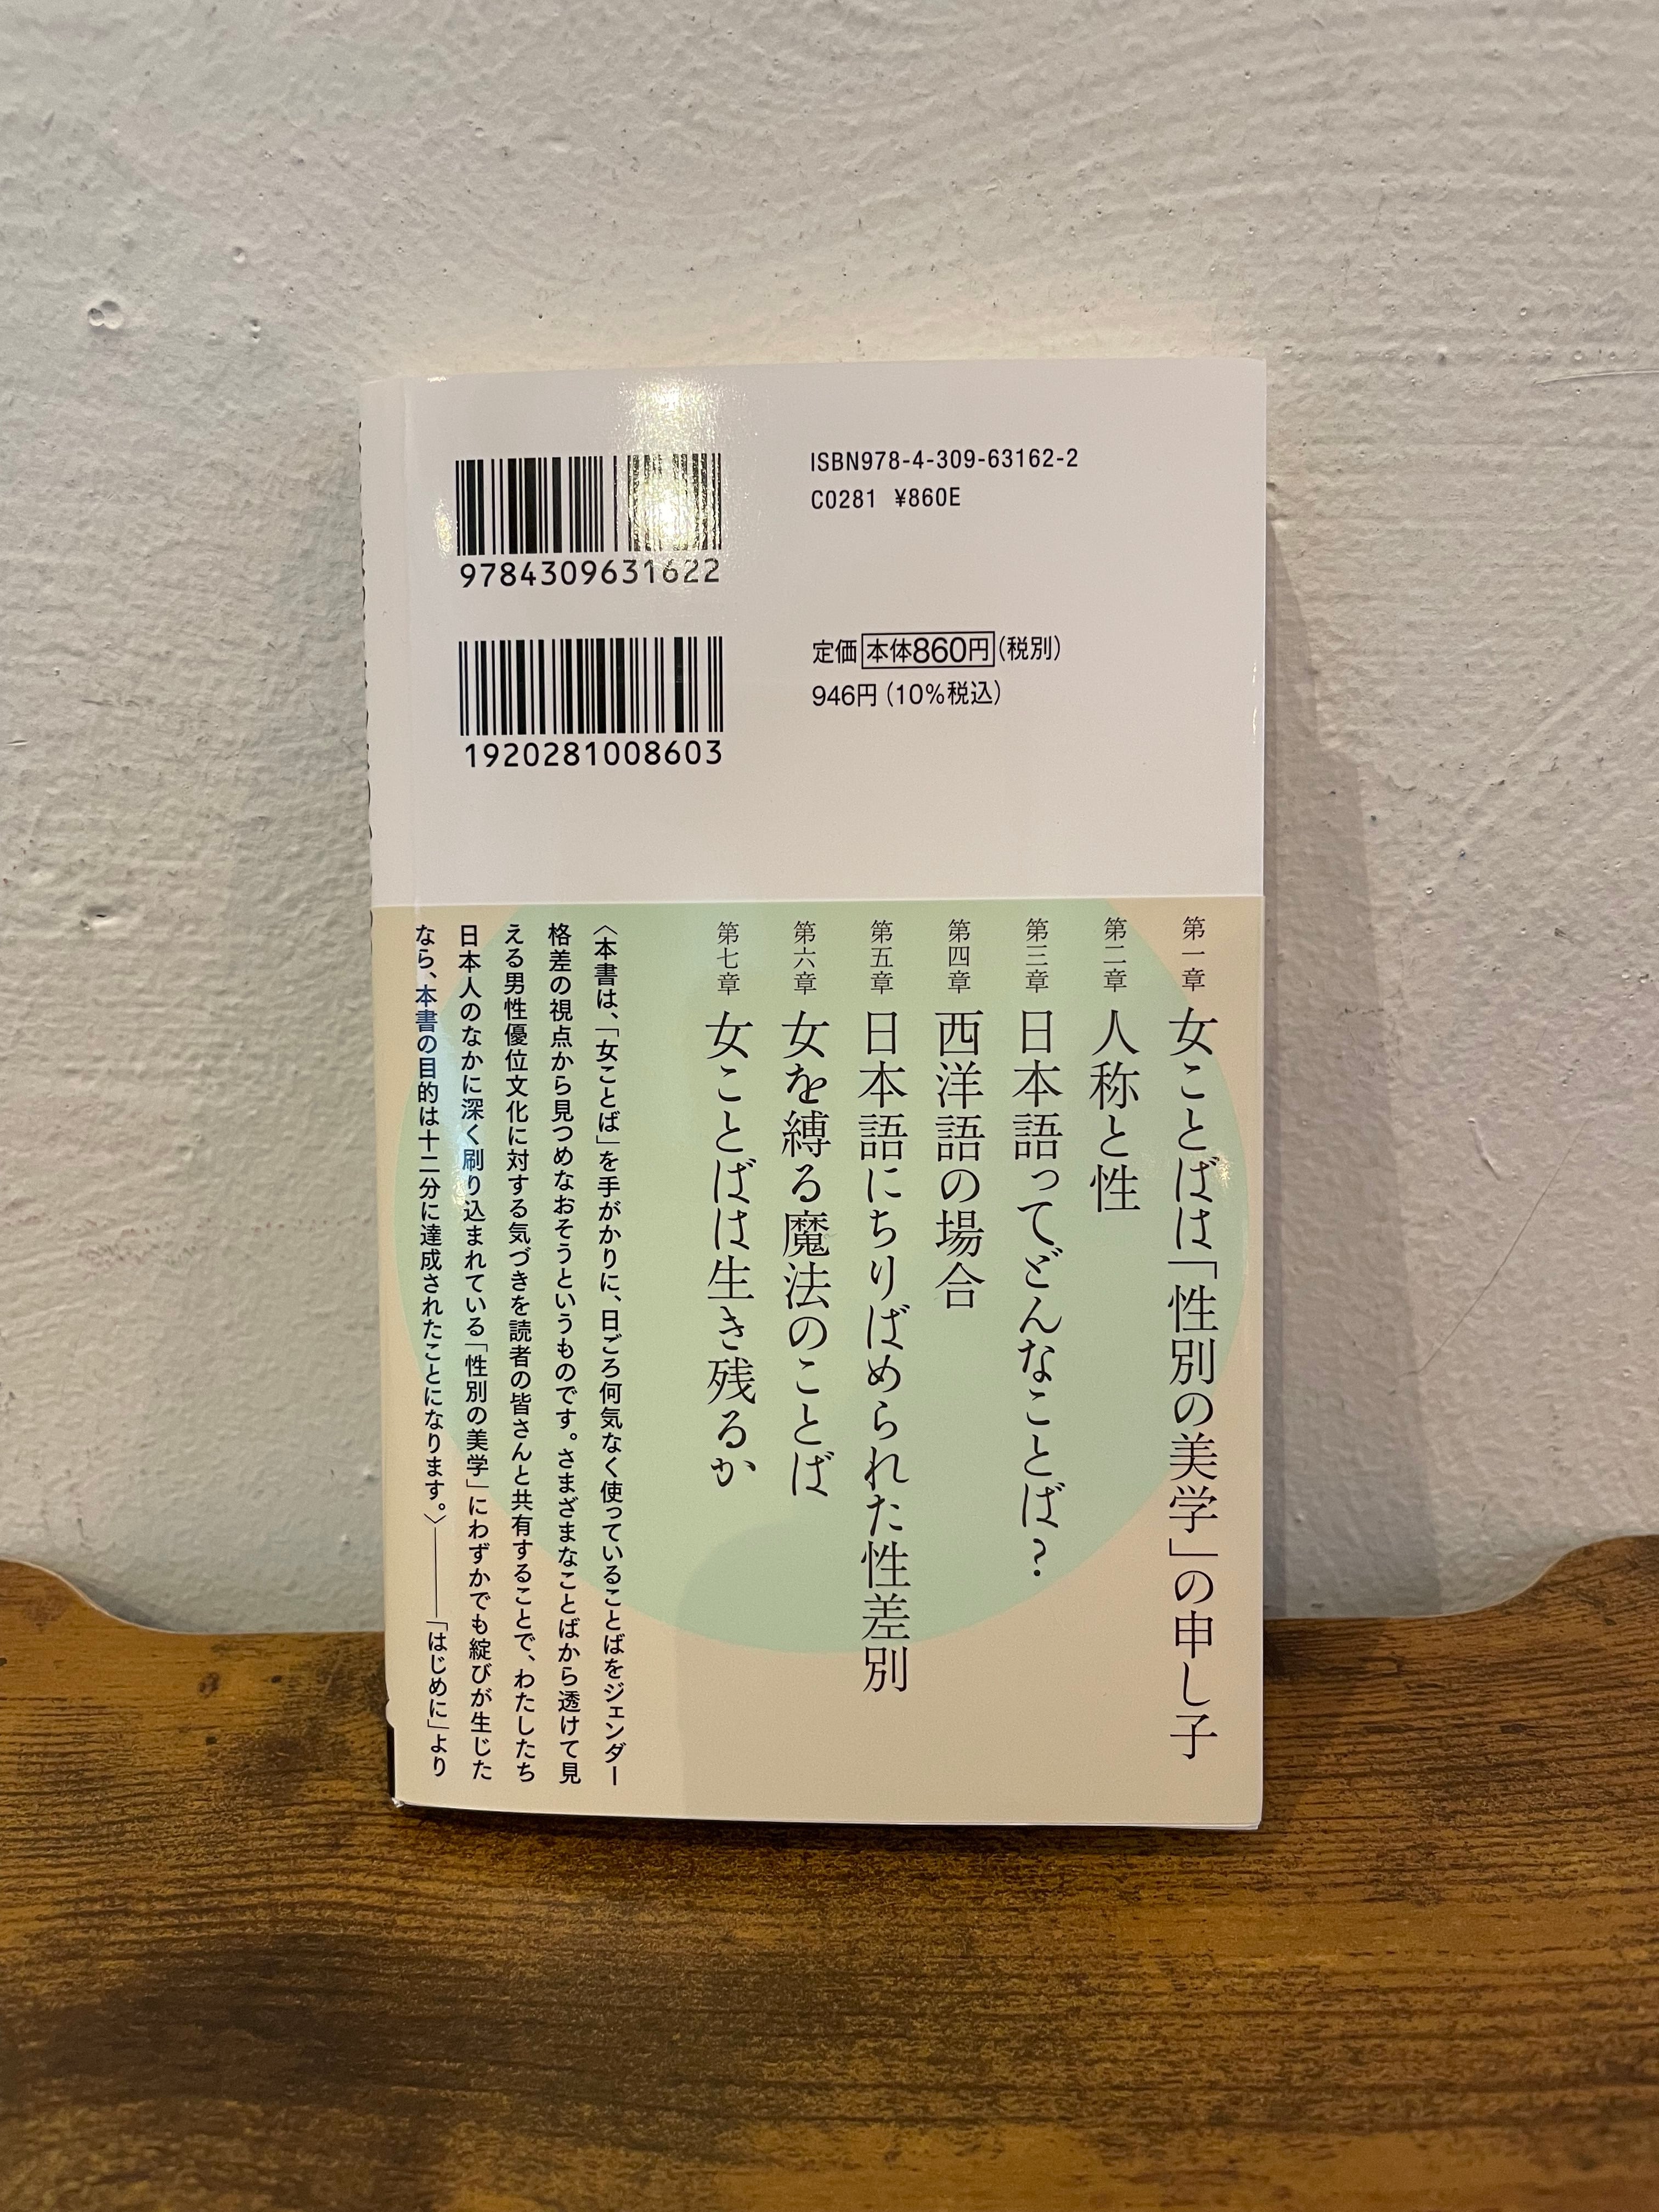 9784309631622
1920281008603
ISBN978-4-309-63162-2
C0281 ¥860E
定価 本体860円(税別)
946円(10%税込)
第一章 女ことばは「性別の美学」の申し子
第二章 人称と性
第三章 日本語ってどんなことば?
第四章 西洋語の場合
第五章 日本語にちりばめられた性差別
第六章 女を縛る魔法のことば
第七章 女ことばは生き残るか
〈本書は、「女ことば」を手がかりに、日ごろ何気なく使っていることばをジェンダー
格差の視点から見つめなおそうというものです。さまざまなことばから透けて見
える男性優位文化に対する気づきを読者の皆さんと共有することで、わたしたち
日本人のなかに深く刷り込まれている「性別の美学」にわずかでも綻びが生じた
なら、本書の目的は十二分に達成されたことになります。〉――「はじめに」より